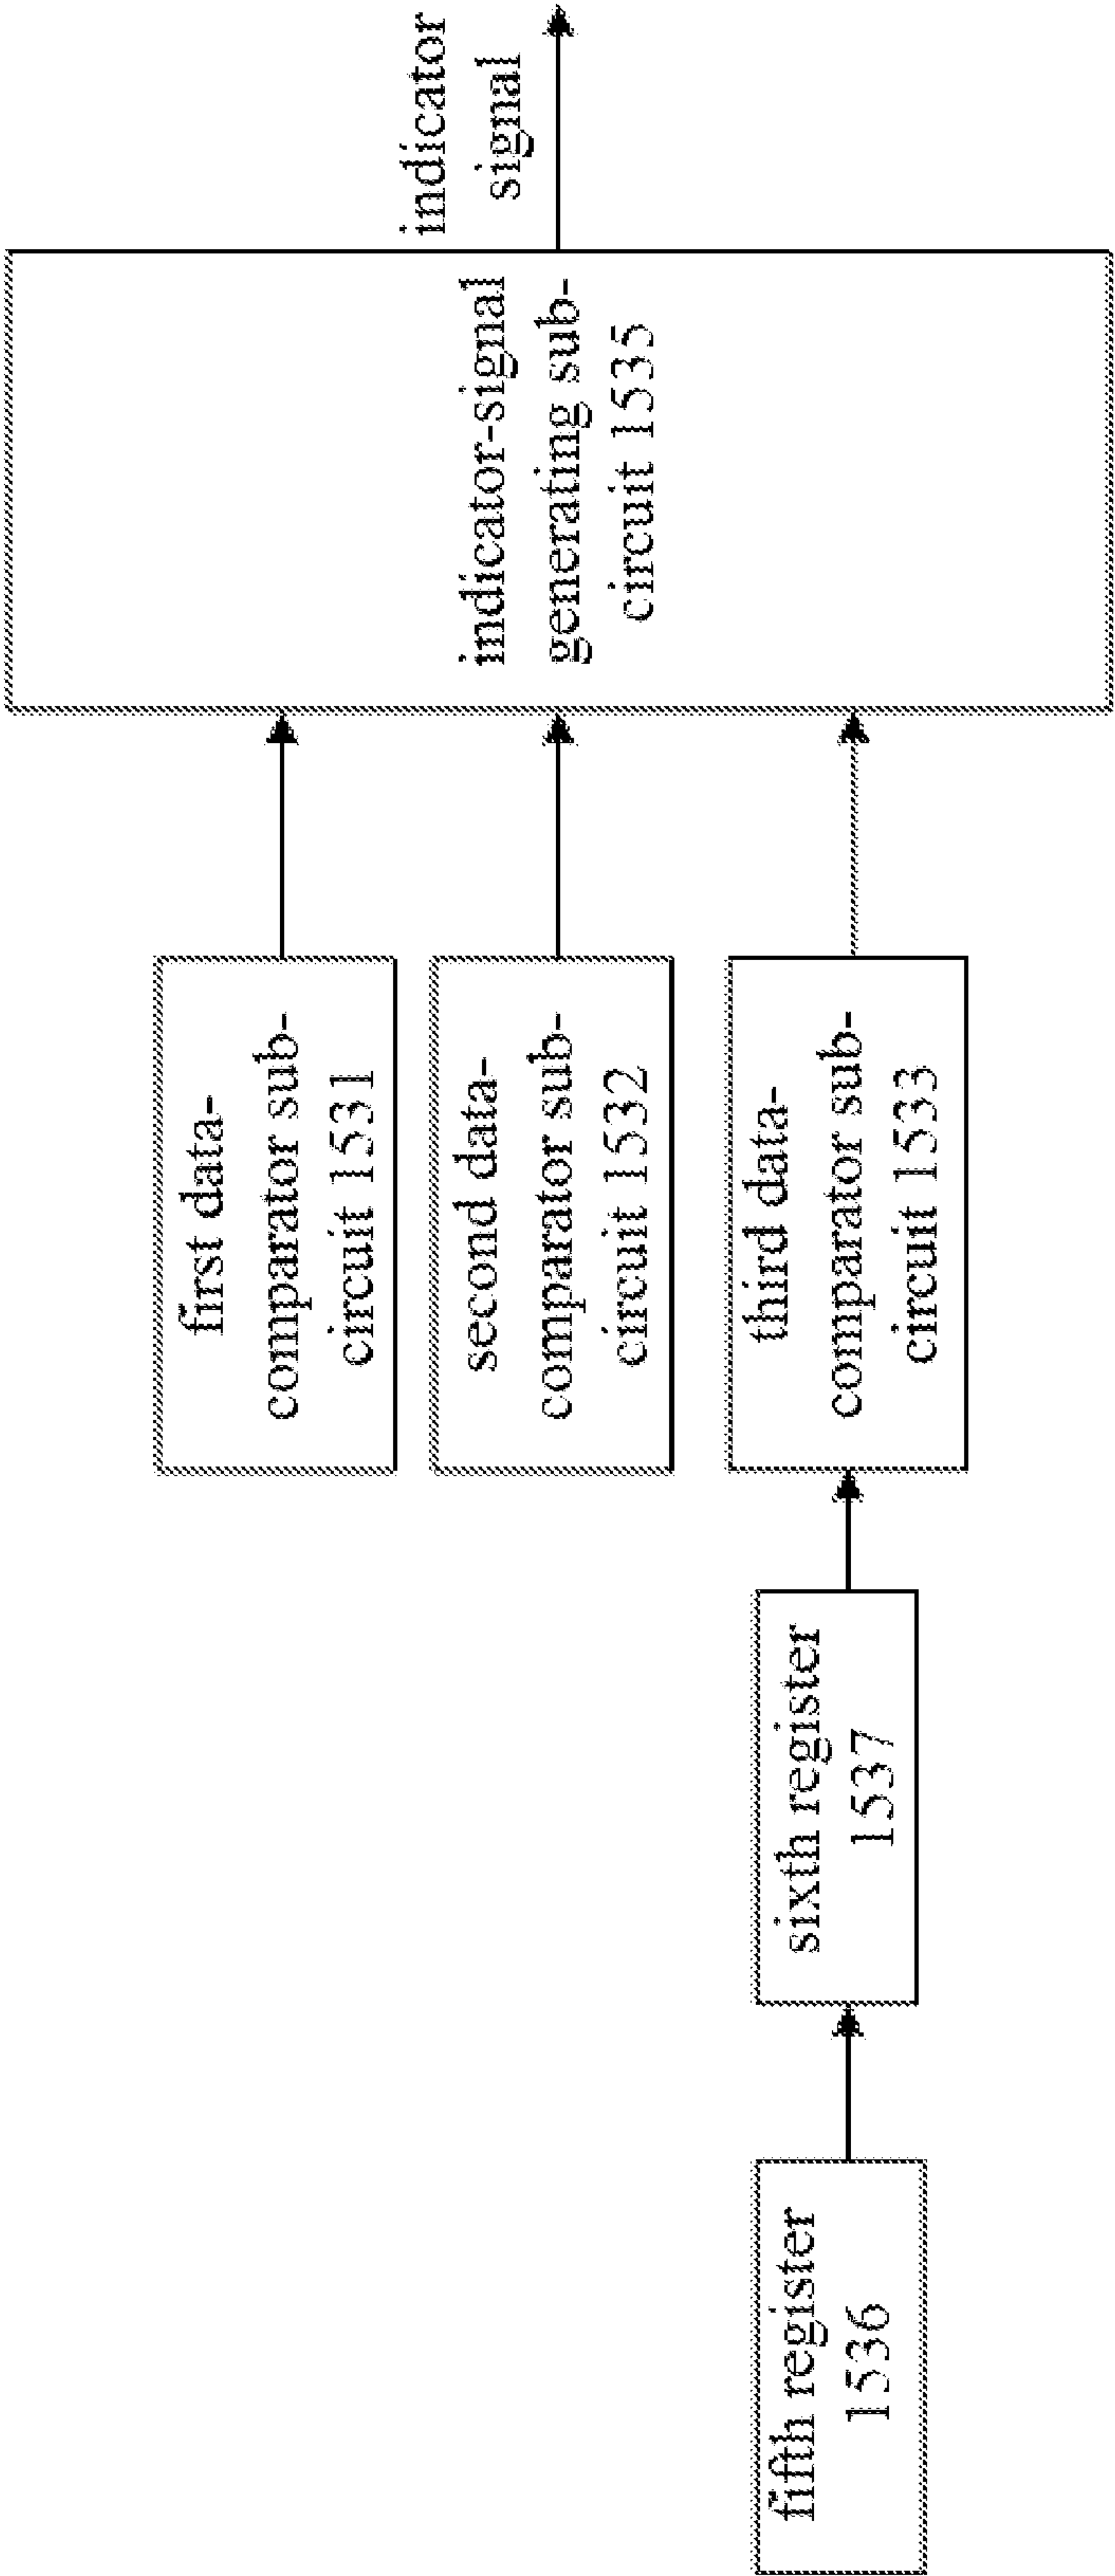 first data-
comparator sub-
circuit 1531
second data-
comparator sub-
circuit 1532
fifth register
1536
sixth register
1537
third data-
comparator sub-
circuit 1533
indicator-signal
generating sub-
circuit 1535
indicator
signal